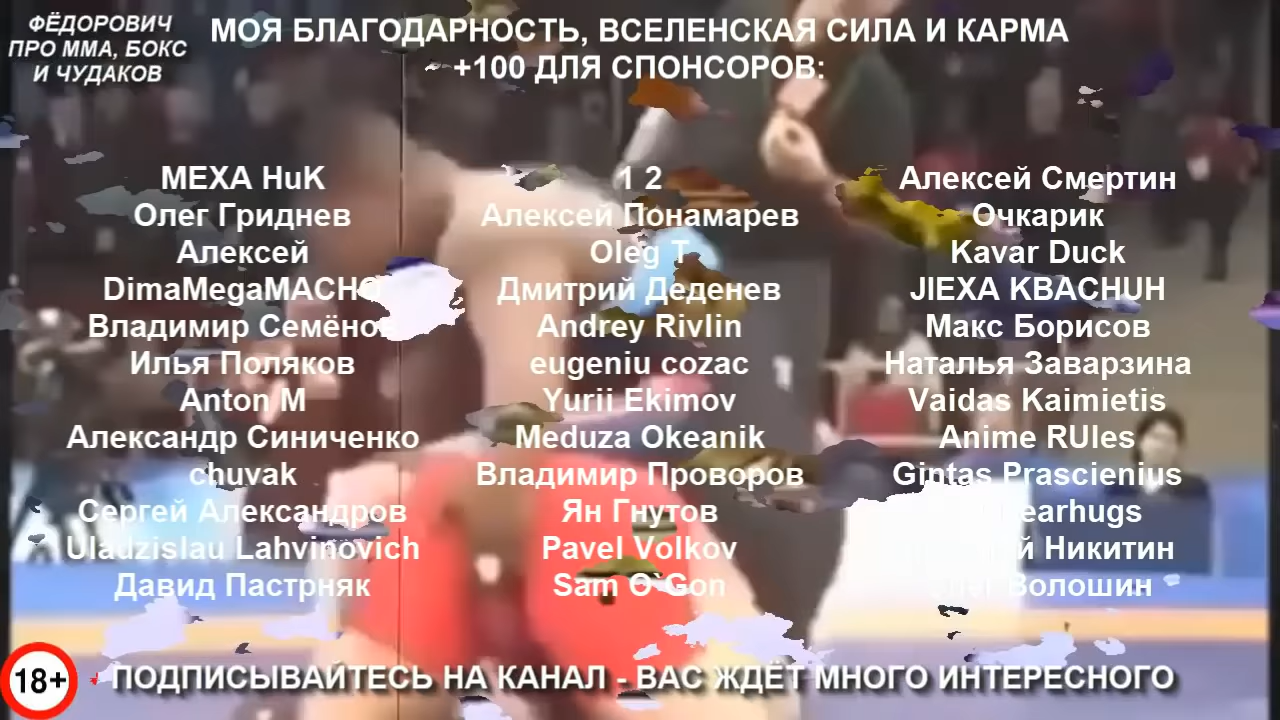 ФЁДОРОВИЧ
ПРО ММА, БОКС
И ЧУДАКОВ
МОЯ БЛАГОДАРНОСТЬ, ВСЕЛЕНСКАЯ СИЛА И КАРМА
+100 ДЛЯ СПОНСОРОВ:
MEXA HuK
Олег Гриднев
Алексей
DimaMegaMACHO
Владимир Семёнов
Илья Поляков
Anton M
Александр Синиченко
chuvak
Сергей Александров
Uladzislau Lahvinovich
Давид Пастрняк
1 2
Алексей Понамарев
Oleg T
Дмитрий Деденев
Andrey Rivlin
eugeniu cozac
Yurii Ekimov
Meduza Okeanik
Владимир Проворов
Ян Гнутов
Pavel Volkov
Sam O`Gon
Алексей Смертин
Очкарик
Kavar Duck
JIEXA KBACHUH
Макс Борисов
Наталья Заварзина
Vaidas Kaimietis
Anime RUles
Gintas Prascienius
Никитин
Волошин
18+
ПОДПИСЫВАЙТЕСЬ НА КАНАЛ - ВАС ЖДЁТ МНОГО ИНТЕРЕСНОГО